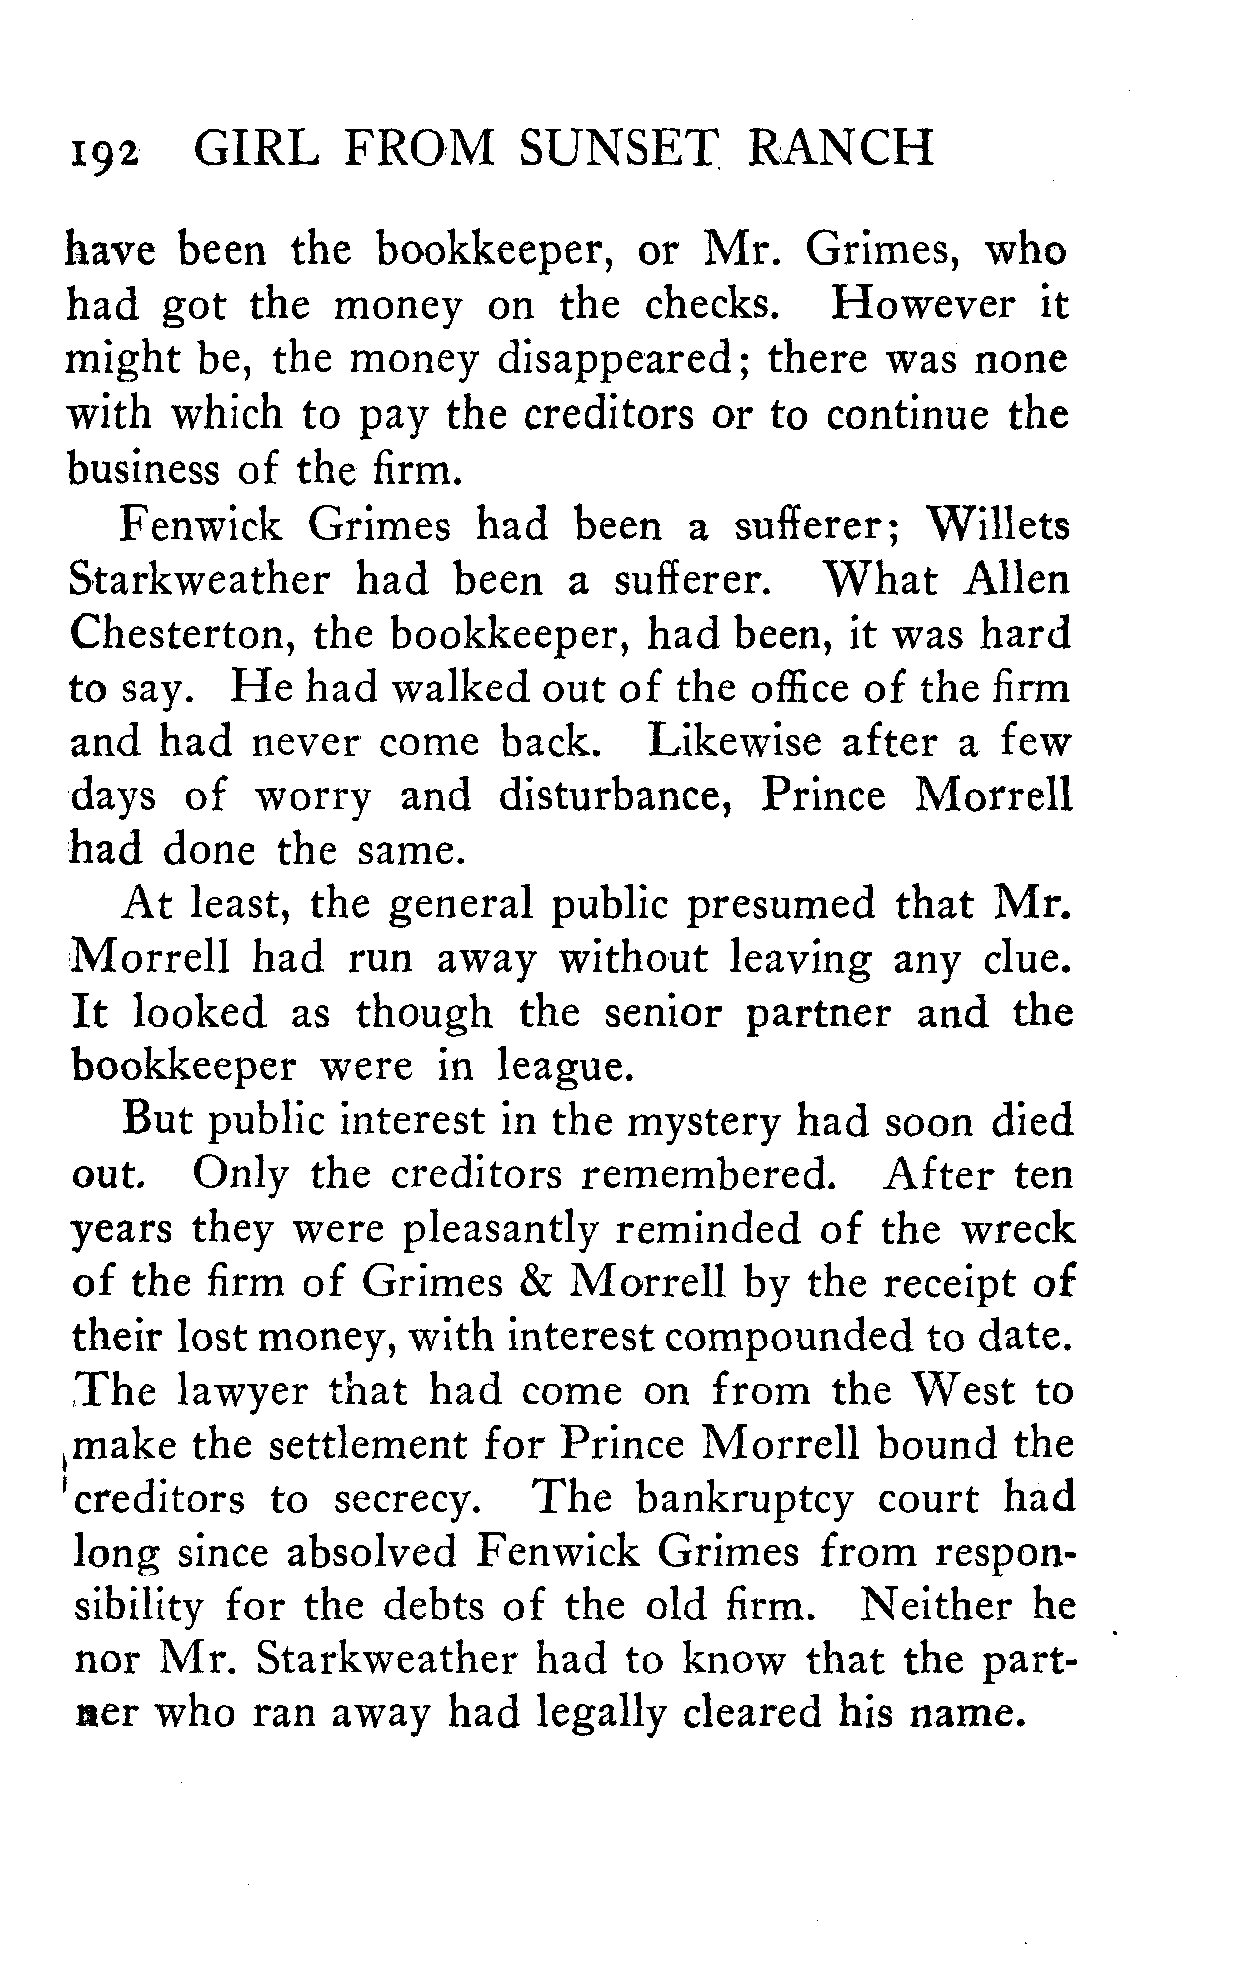 192 GIRL FROM SUNSET RANCH
have been the bookkeeper, or Mr. Grimes, who
had got the money on the checks. However it
might be, the money disappeared; there was none
with which to pay the creditors or to continue the
business of the firm.
Fenwick Grimes had been a sufferer; Willets
Starkweather had been a sufferer. What Allen
Chesterton, the bookkeeper, had been, it was hard
to say. He had walked out of the office of the firm
and had never come back. Likewise after a few
days of worry and disturbance, Prince Morrell
had done the same.
At least, the general public presumed that Mr.
Morrell had run away without leaving any clue.
It looked as though the senior partner and the
bookkeeper were in league.
But public interest in the mystery had soon died
out. Only the creditors remembered. After ten
years they were pleasantly reminded of the wreck
of the firm of Grimes & Morrell by the receipt of
their lost money, with interest compounded to date.
The lawyer that had come on from the West to
make the settlement for Prince Morrell bound the
creditors to secrecy. The bankruptcy court had
long since absolved Fenwick Grimes from respon-
sibility for the debts of the old firm. Neither he
nor Mr. Starkweather had to know that the part-
ner who ran away had legally cleared his name.